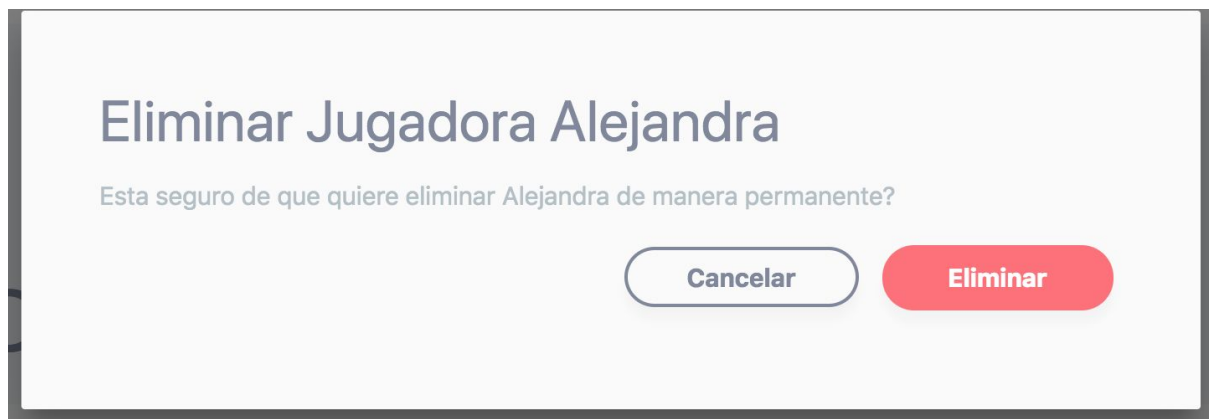 Eliminar Jugadora Alejandra
Esta seguro de que quiere eliminar Alejandra de manera permanente?
Cancelar Eliminar